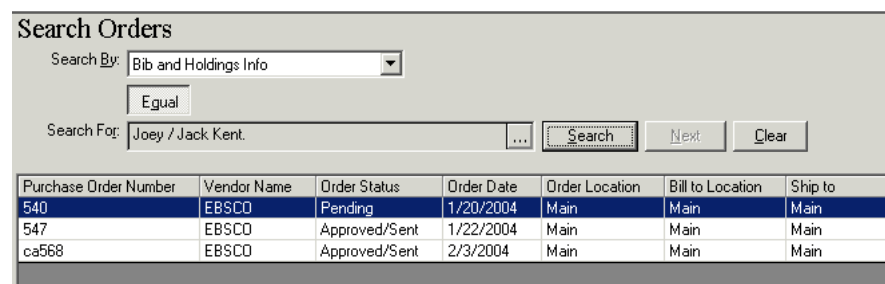 Search Orders
Search By: Bib and Holdings Info
Equal
Search For: Joey / Jack Kent. ... Search Next Clear
Purchase Order Number Vendor Name Order Status Order Date Order Location Bill to Location Ship to
540 EBSCO Pending 1/20/2004 Main Main Main
547 EBSCO Approved/Sent 1/22/2004 Main Main Main
ca568 EBSCO Approved/Sent 2/3/2004 Main Main Main